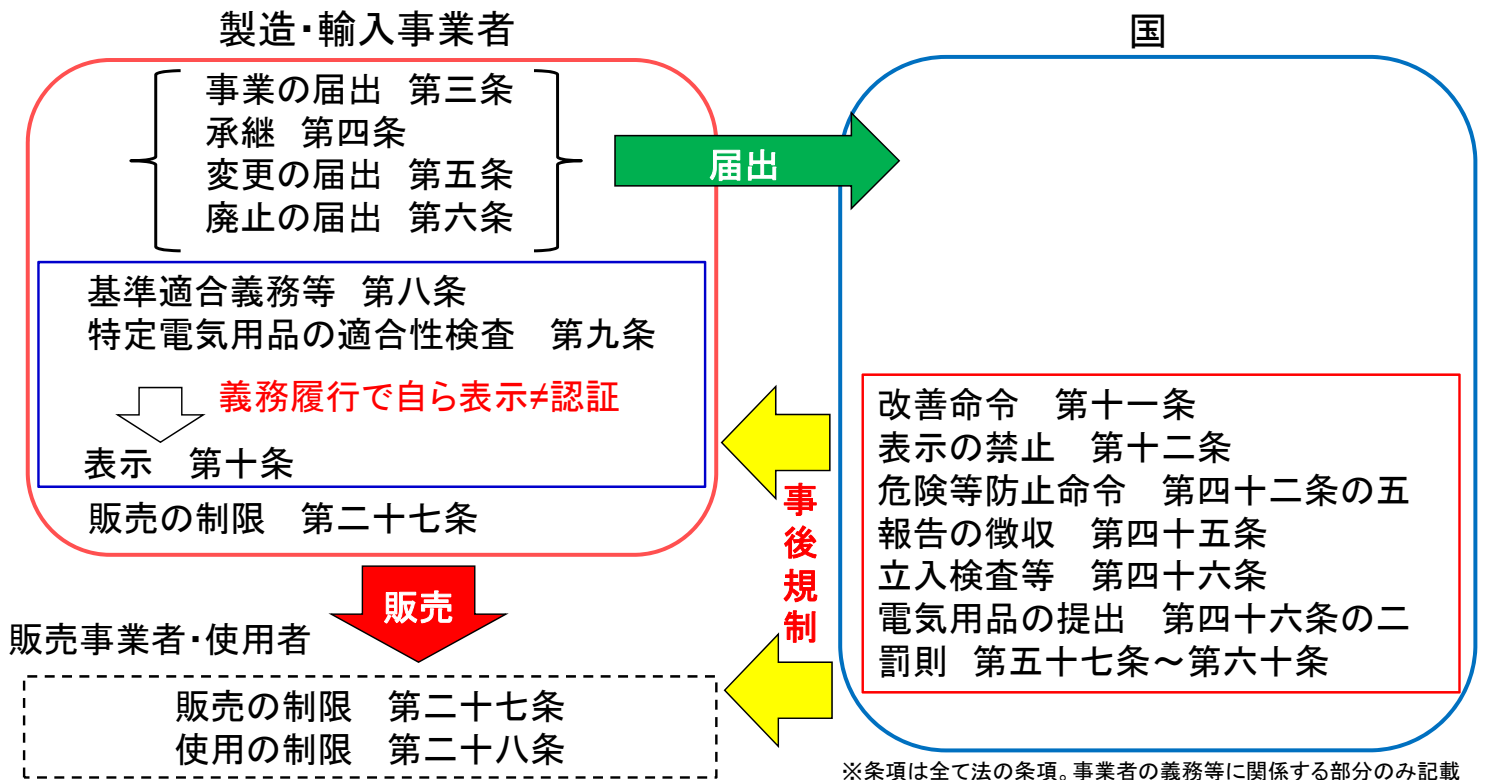 製造・輸入事業者
国
事業の届出　第三条
承継　第四条
変更の届出　第五条
廃止の届出　第六条
届出
基準適合義務等　第八条
特定電気用品の適合性検査　第九条
義務履行で自ら表示≠認証
表示　第十条
販売の制限　第二十七条
改善命令　第十一条
表示の禁止　第十二条
危険等防止命令　第四十二条の五
報告の徴収　第四十五条
立入検査等　第四十六条
電気用品の提出　第四十六条の二
罰則　第五十七条～第六十条
事後規制
販売
販売事業者・使用者
販売の制限　第二十七条
使用の制限　第二十八条
※条項は全て法の条項。事業者の義務等に関係する部分のみ記載